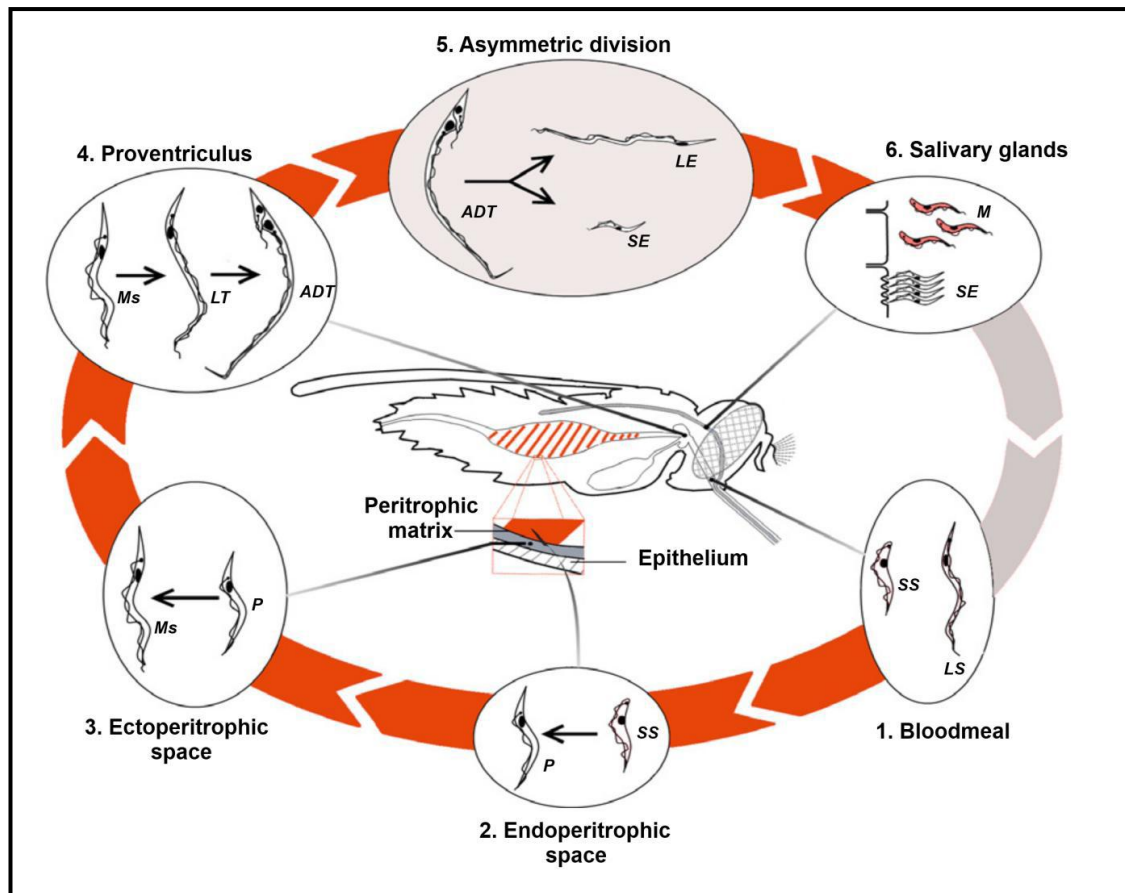 5. Asymmetric division
ADT
LE
SE
4. Proventriculus
Ms
LT
ADT
6. Salivary glands
M
SE
Peritrophic
matrix
Epithelium
Ms
P
3. Ectoperitrophic
space
P
SS
2. Endoperitrophic
space
SS
LS
1. Bloodmeal